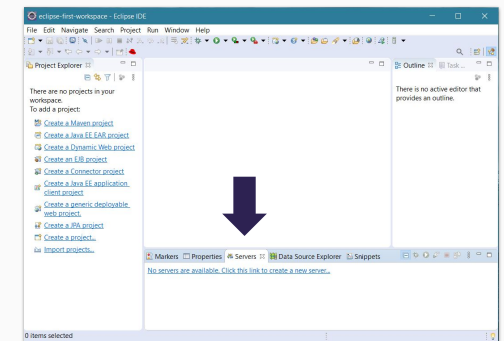 eclipse-first-workspace - Eclipse IDE
File Edit Navigate Search Project Run Window Help
Project Explorer
There are no projects in your
workspace.
To add a project:
Create a Maven project
Create a Java EE EAR project
Create a Dynamic Web project
Create an EJB project
Create a Connector project
Create a Java EE application
client project
Create a generic deployable
web project.
Create a JPA project
Create a project...
Import projects...
Outline Task ...
There is no active editor that
provides an outline.
Markers Properties Servers Data Source Explorer Snippets
No servers are available. Click this link to create a new server...
0 items selected